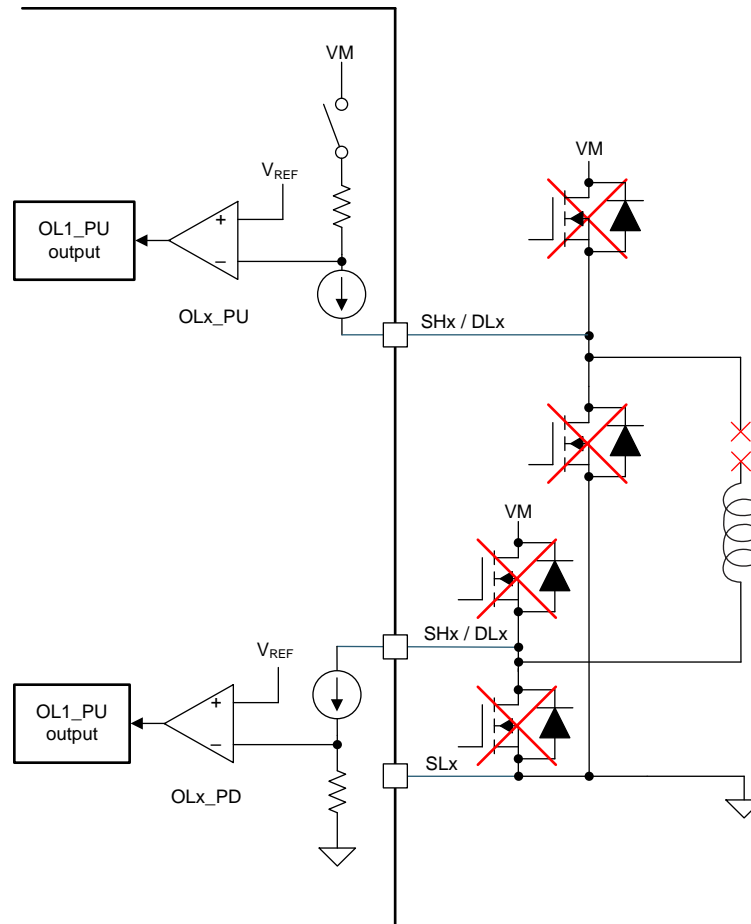 VM
VREF
+
−
OL1_PU
output
OLx_PU
VM
SHx / DLx
VM
SHx / DLx
VREF
+
−
OL1_PU
output
OLx_PD
SLx